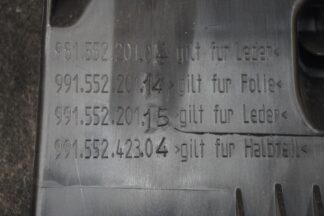 991.552.201.04 >gilt fur Leder<
991.552.201.14 >gilt fur Folie<
991.552.201.15 >gilt fur Leder<
991.552.423.04 >gilt fur